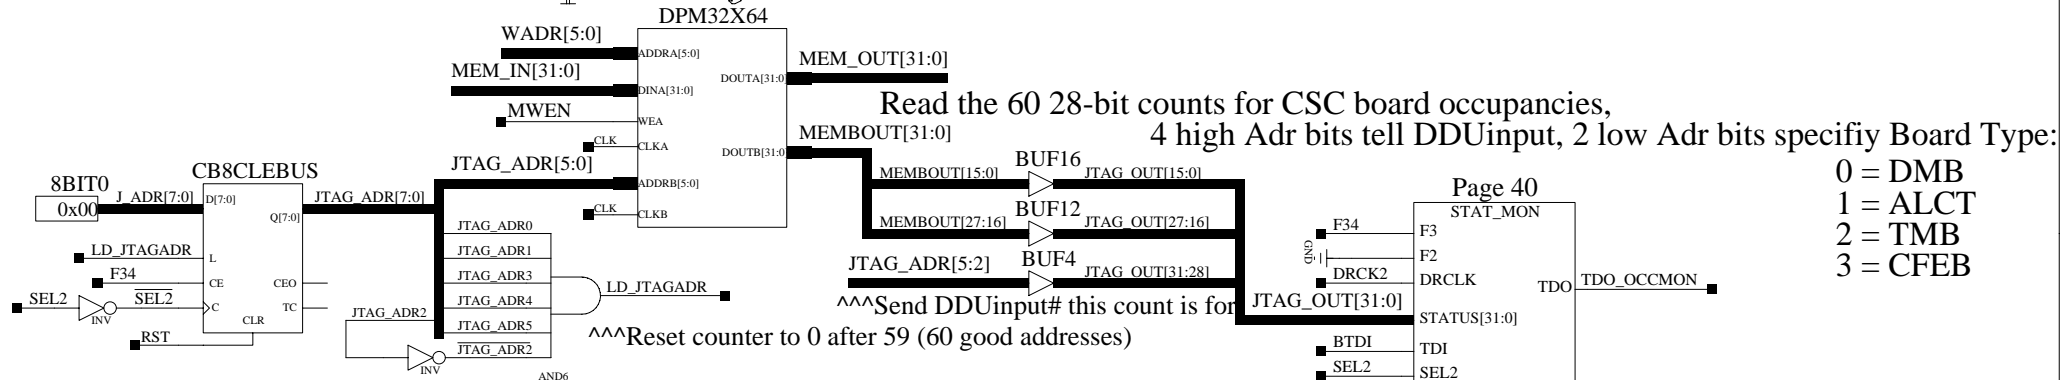 DPM32X64
WADR[5:0]
ADDRA[5:0]
MEM_IN[31:0]
DINA[31:0]
MWEN
WEA
CLK
CLKA
JTAG_ADR[5:0]
ADDRB[5:0]
CLK
CLKB
DOUTA[31:0
MEM_OUT[31:0]
DOUTB[31:0
MEMBOUT[31:0]
Read the 60 28-bit counts for CSC board occupancies,
4 high Adr bits tell DDUinput, 2 low Adr bits specifiy Board Type:
0 = DMB
1 = ALCT
2 = TMB
3 = CFEB
CB8CLEBUS
8BIT0
0x00
J_ADR[7:0]
D[7:0]
Q[7:0]
JTAG_ADR[7:0]
LD_JTAGADR
L
F34
CE
CEO
SEL2
INV
SEL2
C
TC
CLR
RST
JTAG_ADR0
JTAG_ADR1
JTAG_ADR3
JTAG_ADR4
JTAG_ADR5
JTAG_ADR2
JTAG_ADR2
INV
AND6
LD_JTAGADR
^^^Reset counter to 0 after 59 (60 good addresses)
MEMBOUT[15:0]
BUF16
JTAG_OUT[15:0]
MEMBOUT[27:16]
BUF12
JTAG_OUT[27:16]
JTAG_ADR[5:2]
BUF4
JTAG_OUT[31:28]
^^^Send DDUinput# this count is for
JTAG_OUT[31:0]
Page 40
STAT_MON
F34
F3
GND
F2
DRCK2
DRCLK
TDO
TDO_OCCMON
STATUS[31:0]
BTDI
TDI
SEL2
SEL2